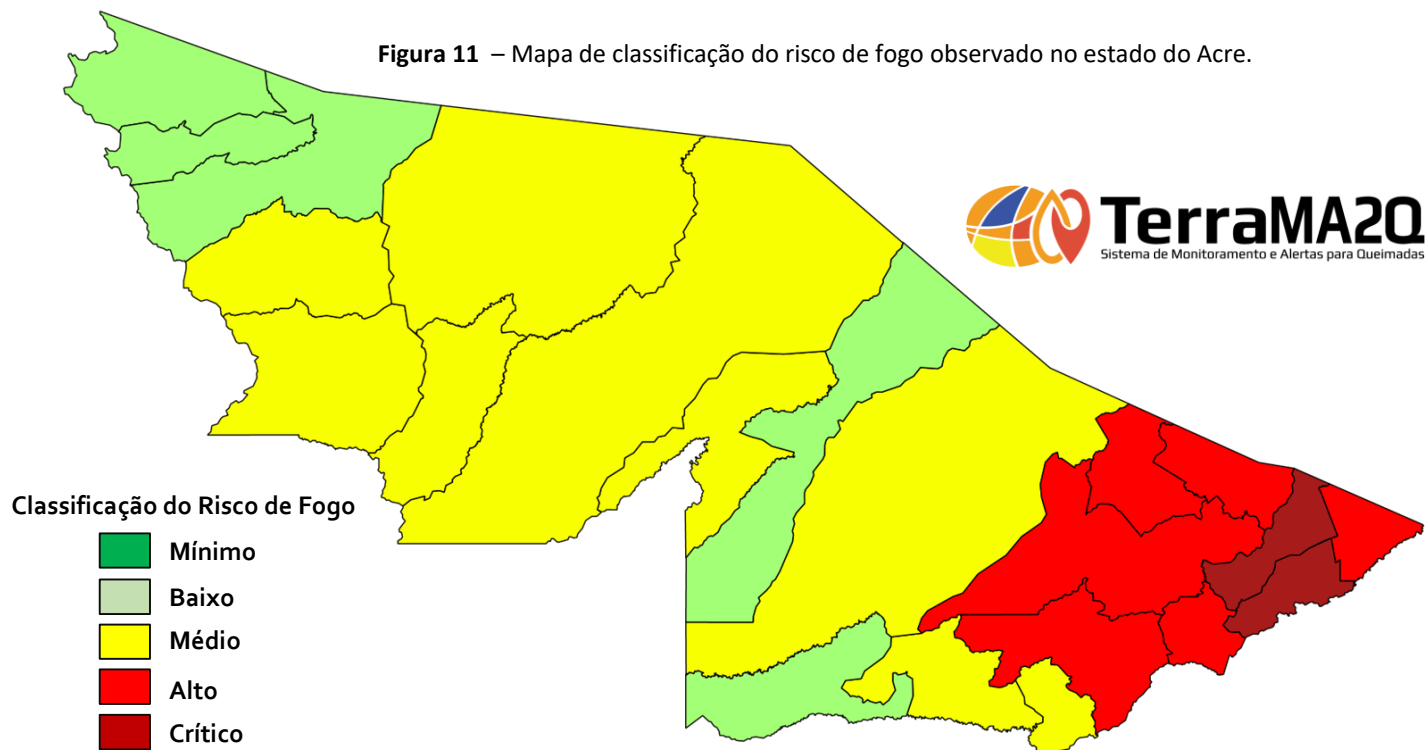 Figura 11 – Mapa de classificação do risco de fogo observado no estado do Acre.
TerraMA2Q
Sistema de Monitoramento e Alertas para Queimadas
Classificação do Risco de Fogo
Mínimo
Baixo
Médio
Alto
Crítico